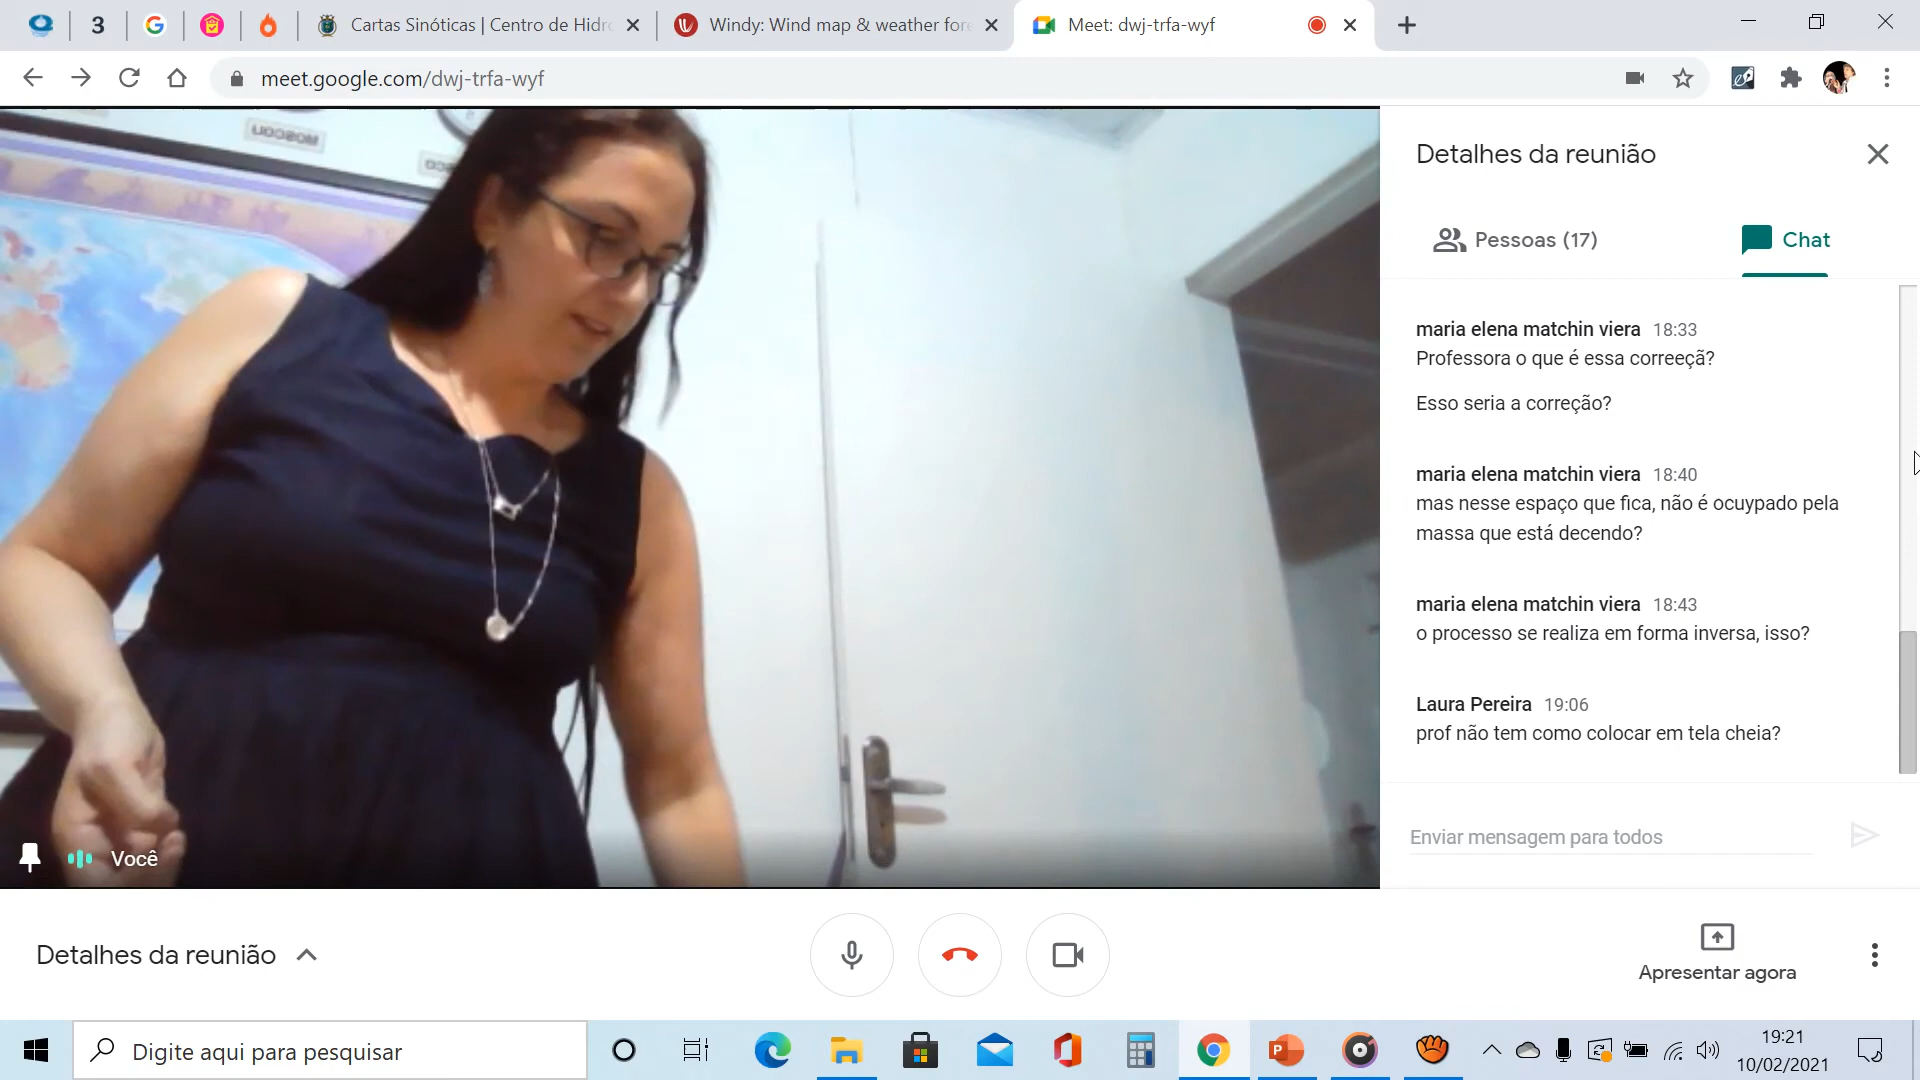 3
Cartas Sinóticas | Centro de Hidro
Windy: Wind map & weather fore
Meet: dwj-trfa-wyf
meet.google.com/dwj-trfa-wyf
Detalhes da reunião
Pessoas (17)
Chat
maria elena matchin viera 18:33
Professora o que é essa correeçã?
Esso seria a correção?
maria elena matchin viera 18:40
mas nesse espaço que fica, não é ocuypado pela
massa que está decendo?
maria elena matchin viera 18:43
o processo se realiza em forma inversa, isso?
Laura Pereira 19:06
prof não tem como colocar em tela cheia?
Você
Enviar mensagem para todos
Detalhes da reunião
Apresentar agora
Digite aqui para pesquisar
19:21
10/02/2021